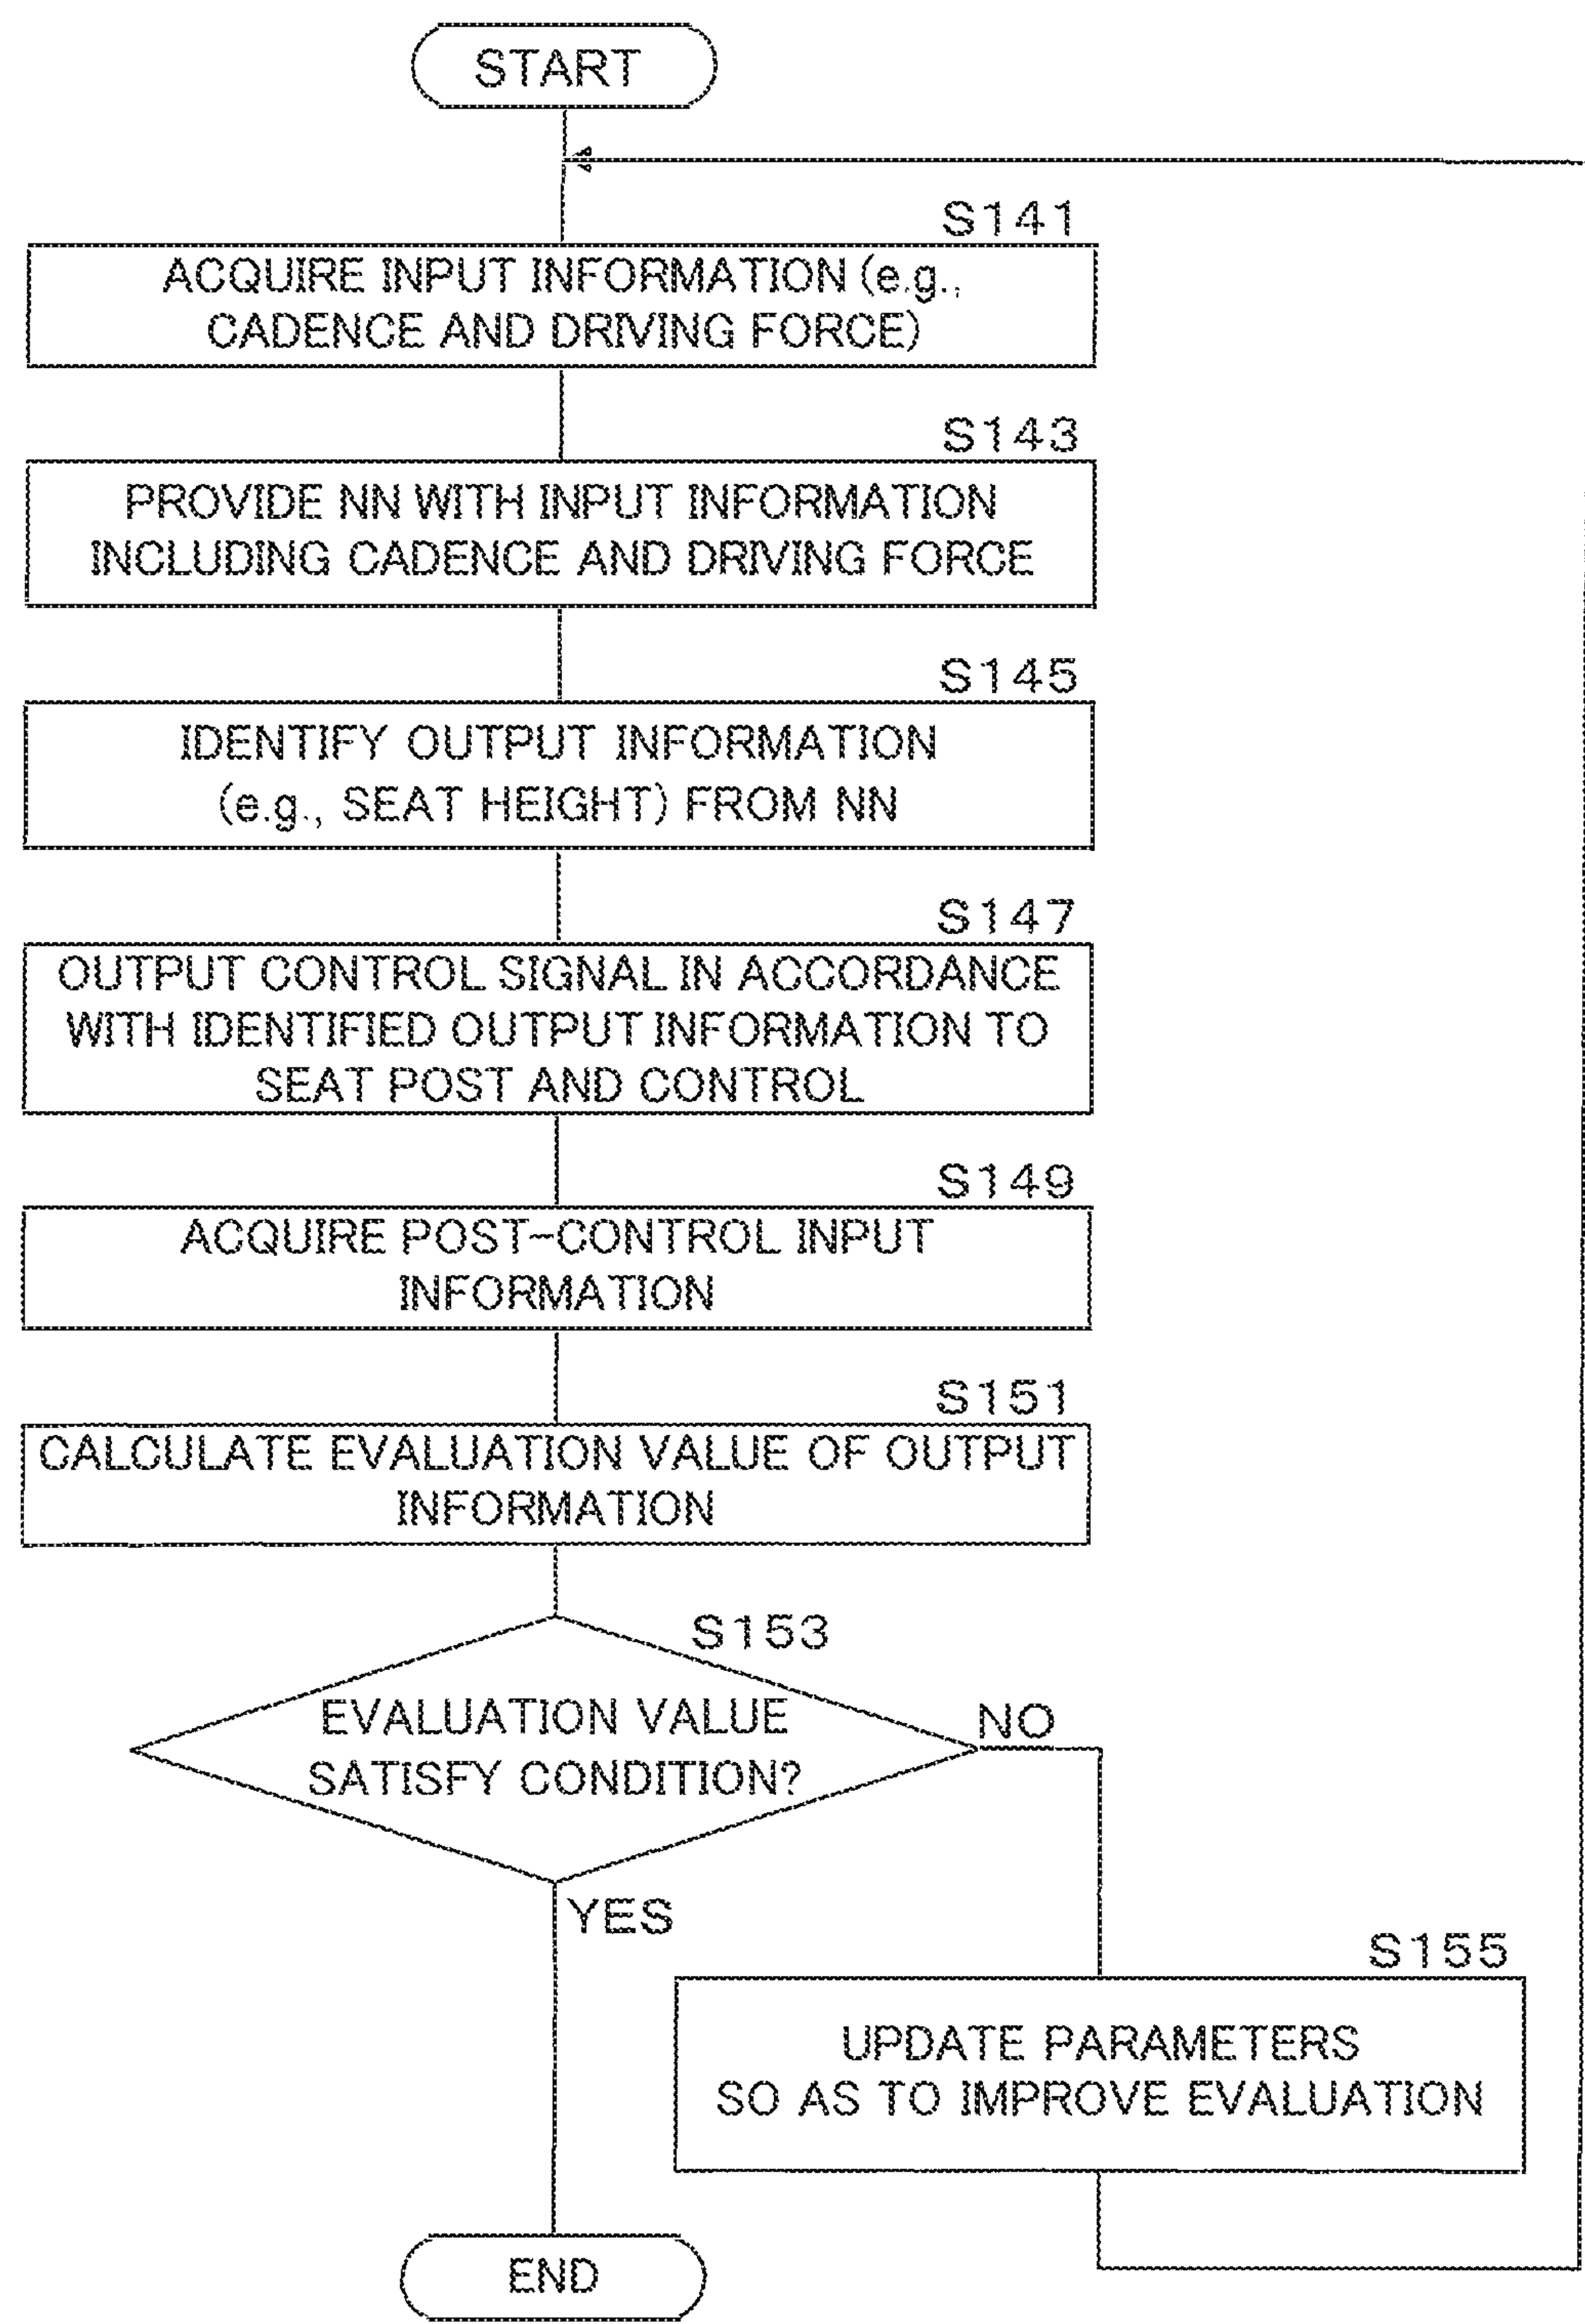 START
S141
ACQUIRE INPUT INFORMATION (e.g.,
CADENCE AND DRIVING FORCE)
S143
PROVIDE NN WITH INPUT INFORMATION
INCLUDING CADENCE AND DRIVING FORCE
S145
IDENTIFY OUTPUT INFORMATION
(e.g., SEAT HEIGHT) FROM NN
S147
OUTPUT CONTROL SIGNAL IN ACCORDANCE
WITH IDENTIFIED OUTPUT INFORMATION TO
SEAT POST AND CONTROL
S149
ACQUIRE POST-CONTROL INPUT
INFORMATION
S151
CALCULATE EVALUATION VALUE OF OUTPUT
INFORMATION
S153
EVALUATION VALUE
SATISFY CONDITION?
NO
YES
S155
UPDATE PARAMETERS
SO AS TO IMPROVE EVALUATION
END